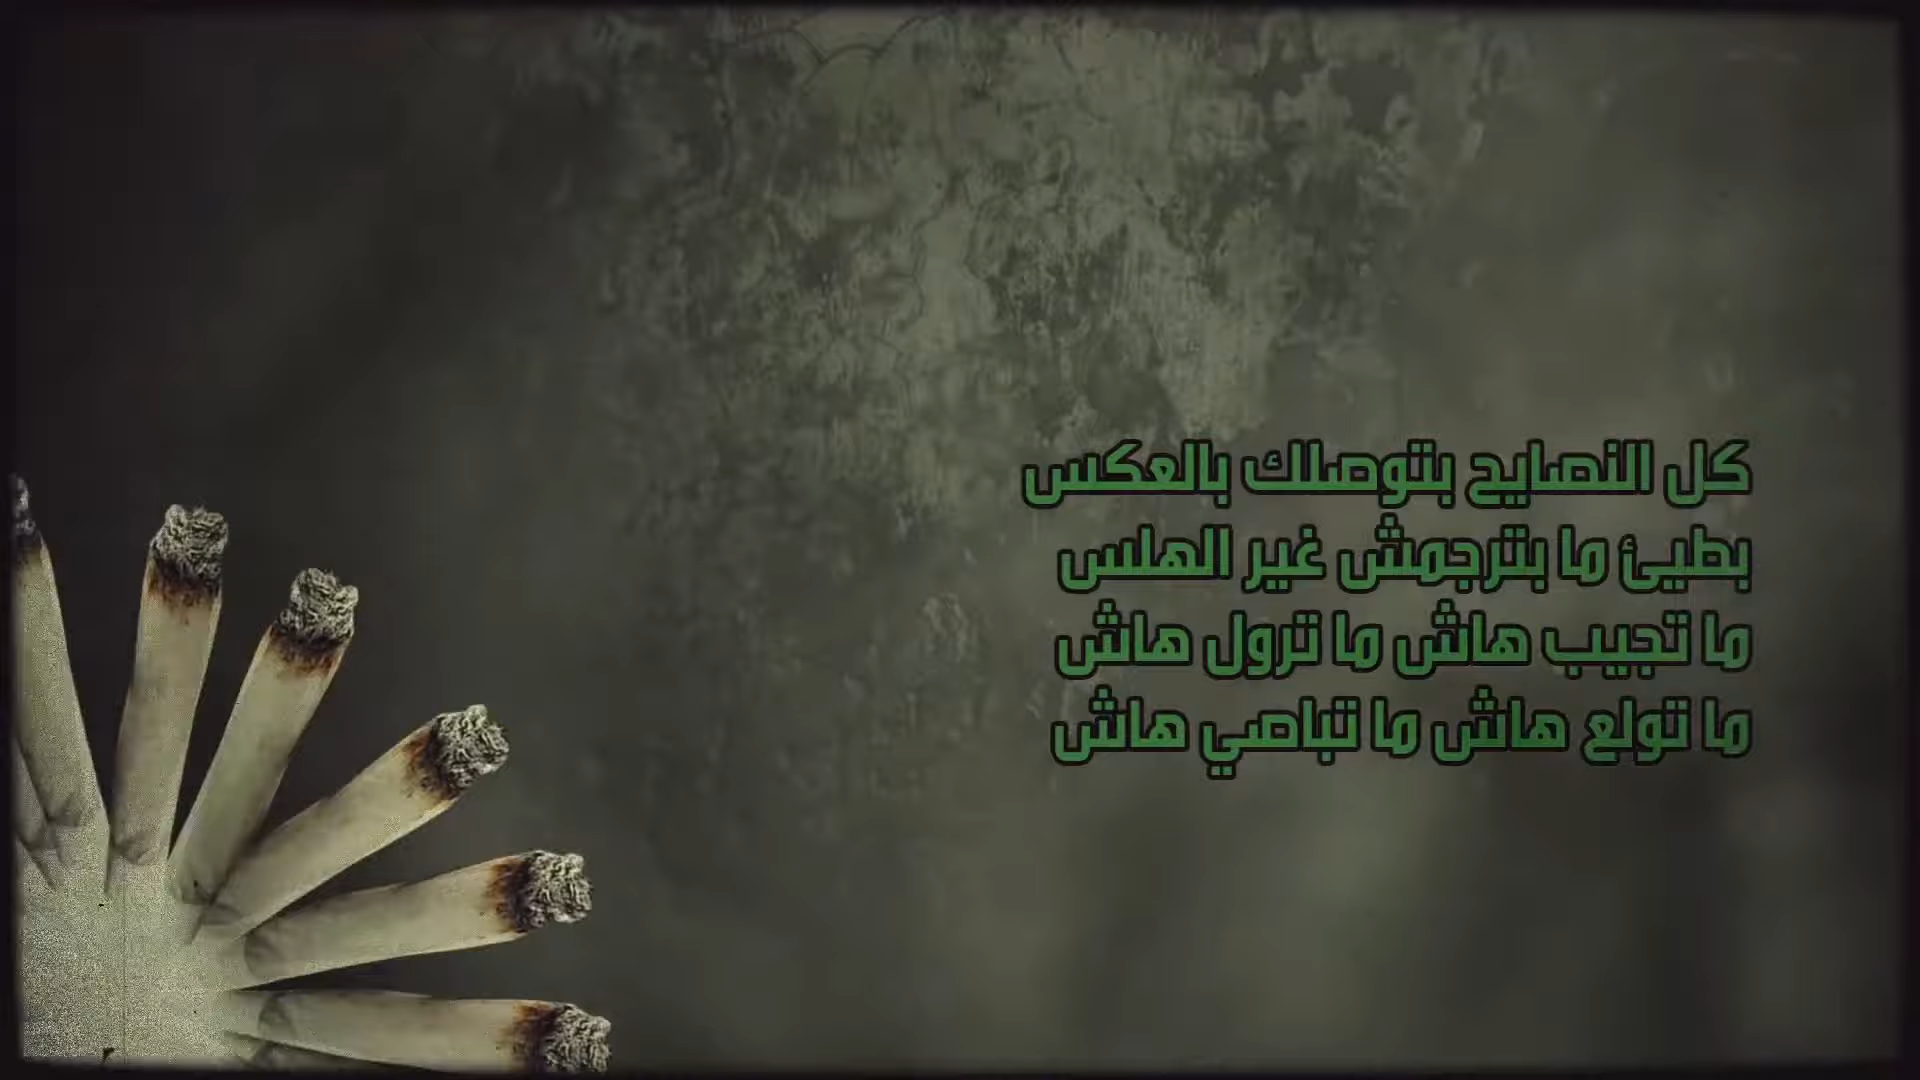 كل النصايح بتوصلك بالعكس
بطيئ ما بترجمش غير الهلس
ما تجيب هاش ما ترول هاش
ما تولع هاش ما تباصي هاش